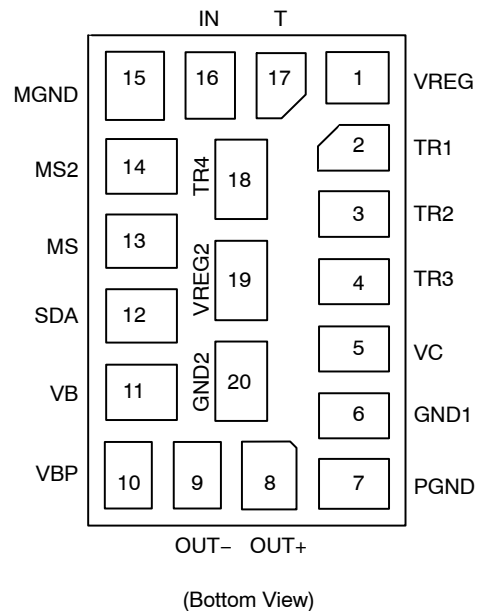 IN T
15 16 17 1
MGND VREG
14 TR4 18 2
MS2 TR1
13 3
MS TR2
VREG2 19 4
SDA 12 TR3
GND2 20 5
VB 11 VC
6 GND1
VBP 10 9 8 7 PGND
OUT− OUT+
(Bottom View)